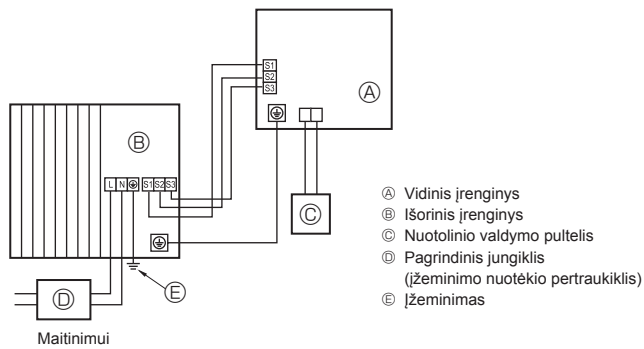 S1
S2
S3
Ⓐ
Ⓑ
L N S1 S2 S3
Ⓒ
Ⓓ
Ⓔ
Maitinimui
Ⓐ Vidinis įrenginys
Ⓑ Išorinis įrenginys
Ⓒ Nuotolinio valdymo pultelis
Ⓓ Pagrindinis jungiklis
(įžeminimo nuotėkio pertraukiklis)
Ⓔ Įžeminimas